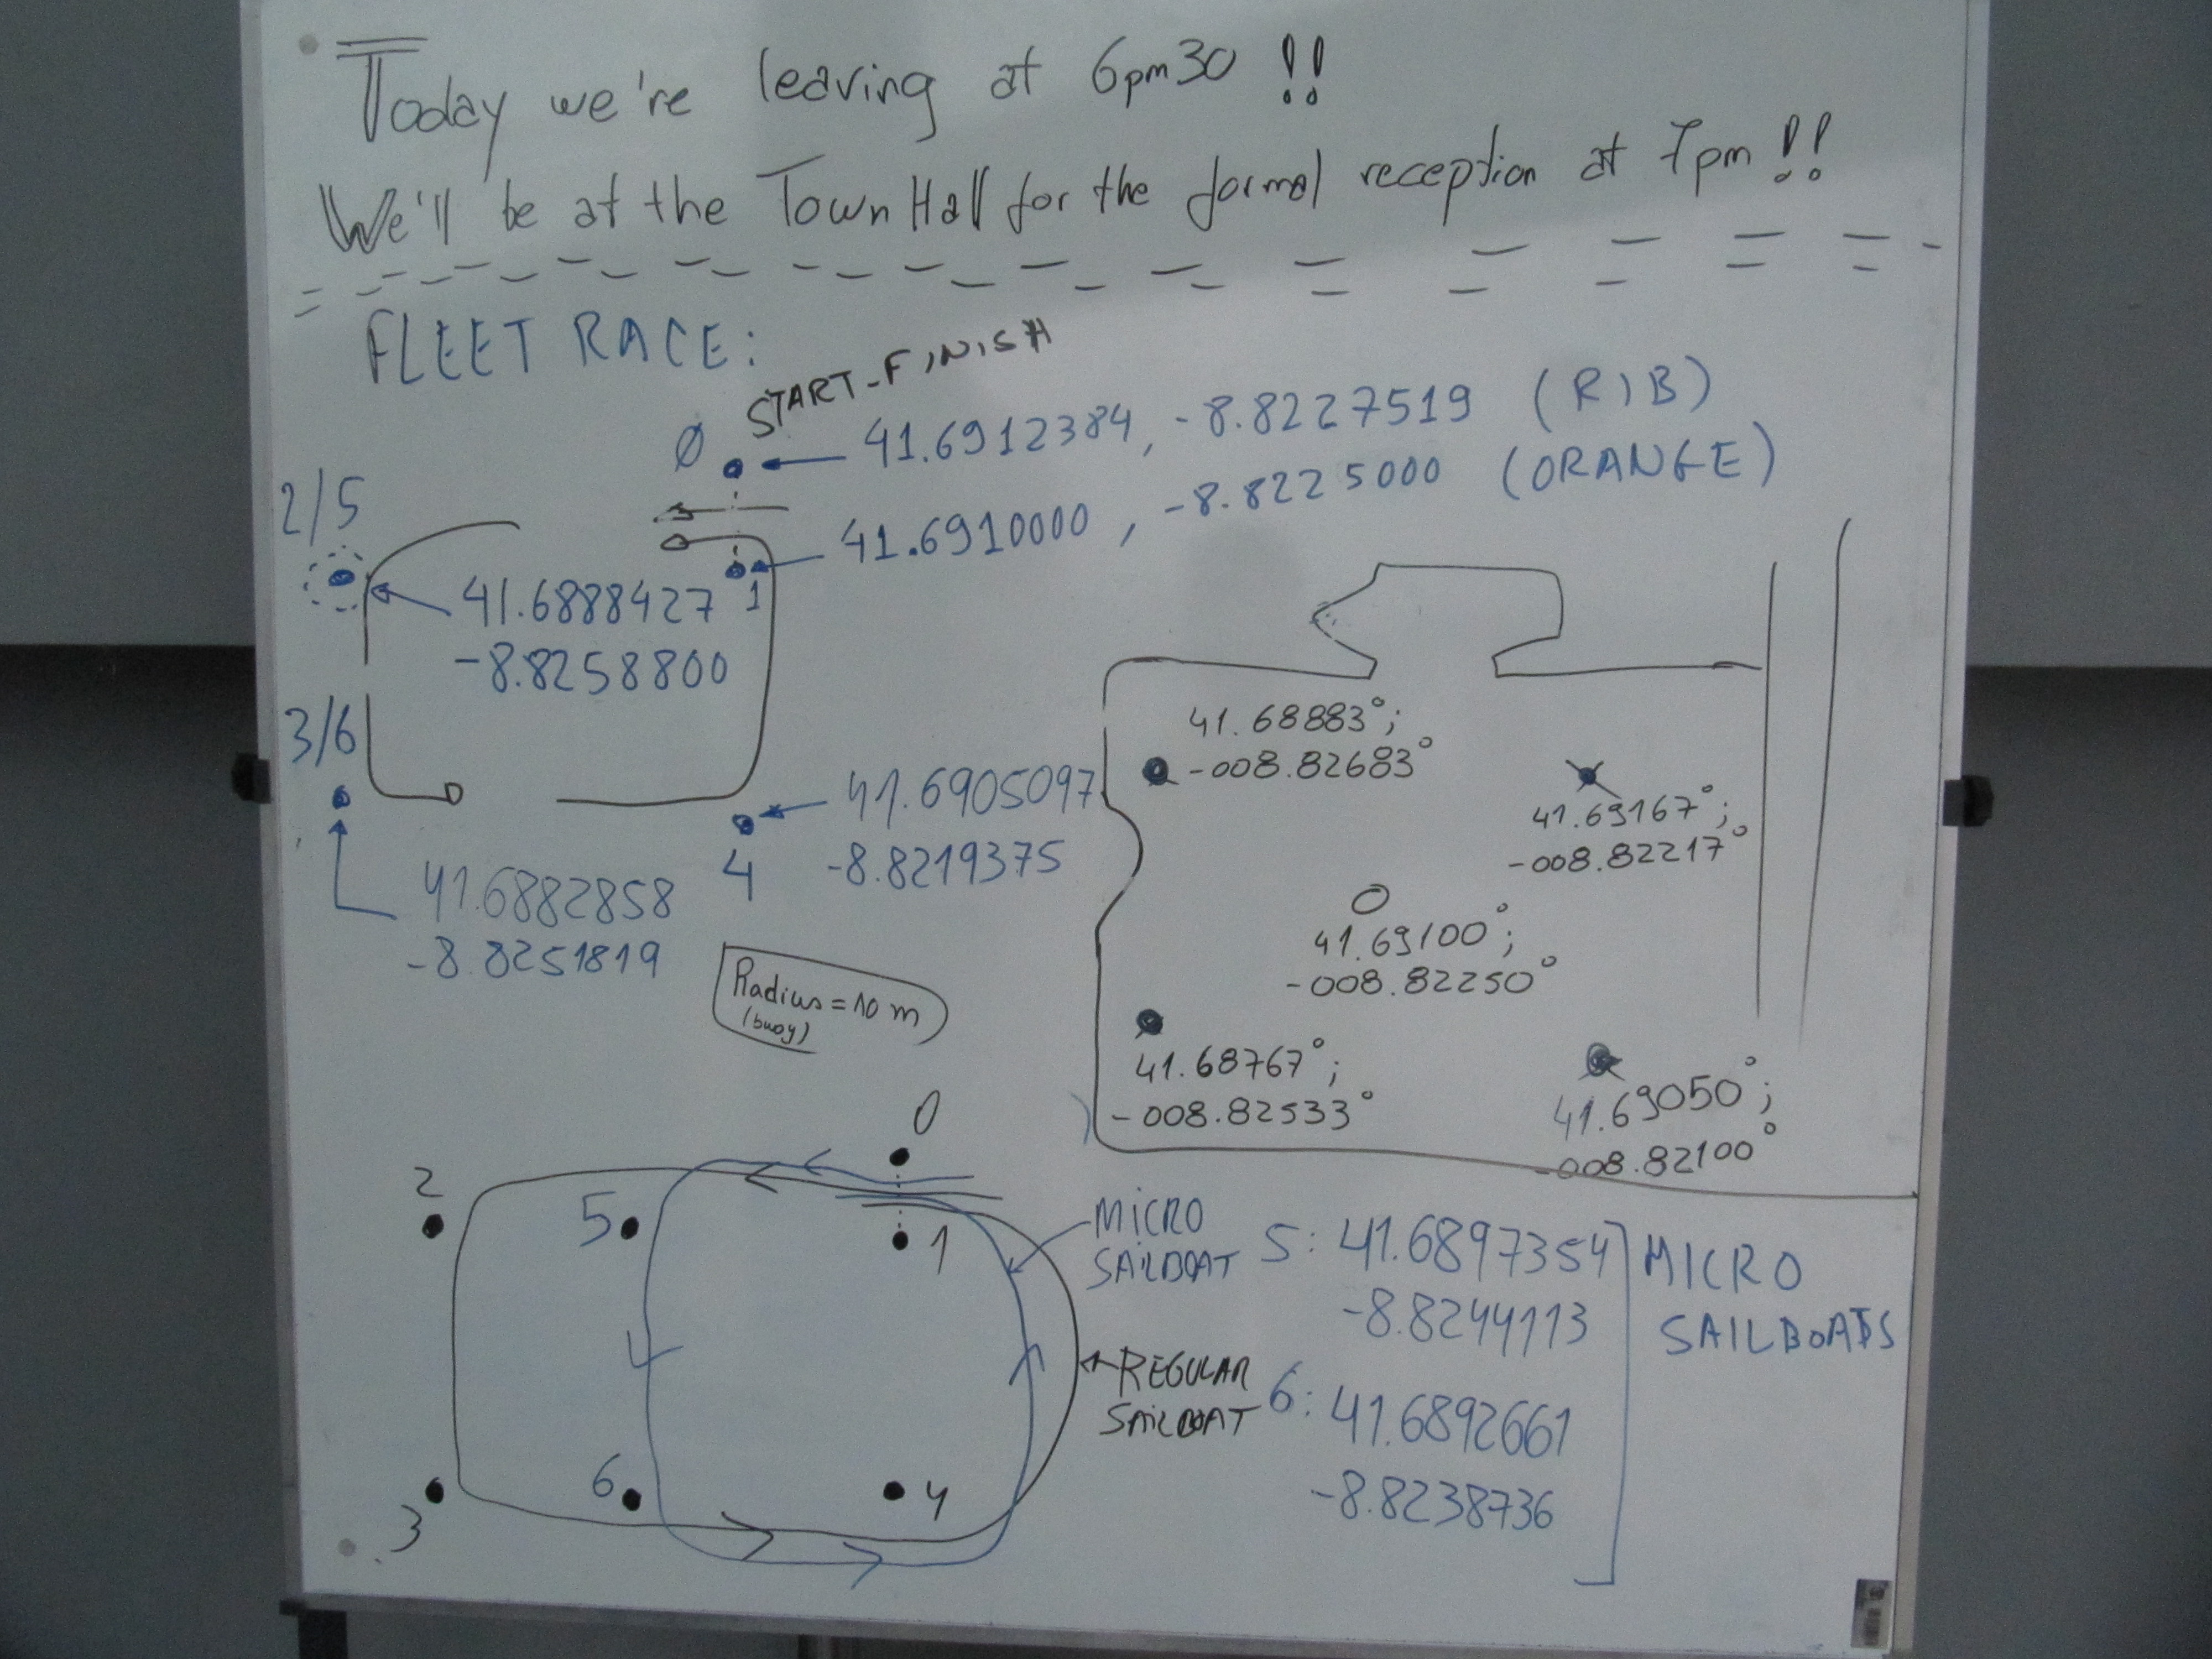 Today we're leaving at 6pm30 !!
We'll be at the Town Hall for the formal reception at 7pm !!
FLEET RACE:
START-FINISH
Ø
41.6912384, -8.8227519 (RIB)
41.6910000, -8.8225000 (ORANGE)
1
2/5
41.6888427
-8.8258800
3/6
41.6882858
-8.8251819
4
41.6905097
-8.8219375
Radius = 10 m
(buoy)
41.68883°;
-008.82683°
41.69167°;
-008.82217°
41.69100°;
-008.82250°
41.68767°;
-008.82533°
41.69050°;
-008.82100°
0
1
2
5
3
6
4
MICRO
SAILBOAT
REGULAR
SAILBOAT
5: 41.6897354
-8.8244113
6: 41.6892661
-8.8238736
MICRO
SAILBOATS